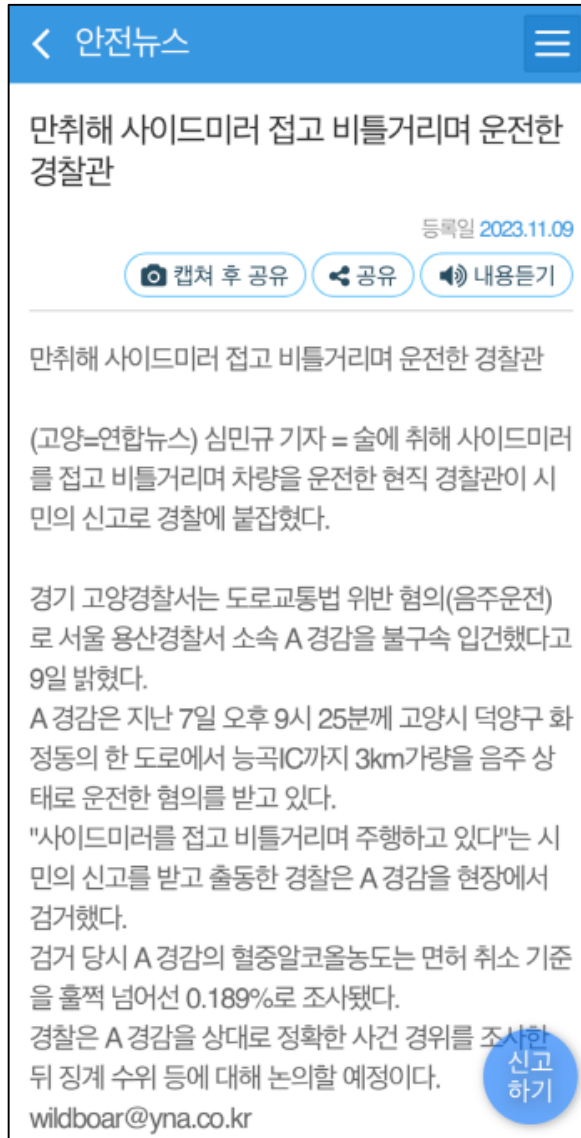 안전뉴스
만취해 사이드미러 접고 비틀거리며 운전한
경찰관
등록일 2023.11.09
캡쳐 후 공유 공유 내용듣기
만취해 사이드미러 접고 비틀거리며 운전한 경찰관
(고양=연합뉴스) 심민규 기자 = 술에 취해 사이드미러
를 접고 비틀거리며 차량을 운전한 현직 경찰관이 시
민의 신고로 경찰에 붙잡혔다.
경기 고양경찰서는 도로교통법 위반 혐의(음주운전)
로 서울 용산경찰서 소속 A 경감을 불구속 입건했다고
9일 밝혔다.
A 경감은 지난 7일 오후 9시 25분께 고양시 덕양구 화
정동의 한 도로에서 능곡IC까지 3km가량을 음주 상
태로 운전한 혐의를 받고 있다.
"사이드미러를 접고 비틀거리며 주행하고 있다"는 시
민의 신고를 받고 출동한 경찰은 A 경감을 현장에서
검거했다.
검거 당시 A 경감의 혈중알코올농도는 면허 취소 기준
을 훌쩍 넘어선 0.189%로 조사됐다.
경찰은 A 경감을 상대로 정확한 사건 경위를 조사한
뒤 징계 수위 등에 대해 논의할 예정이다.
wildboar@yna.co.kr
신고
하기